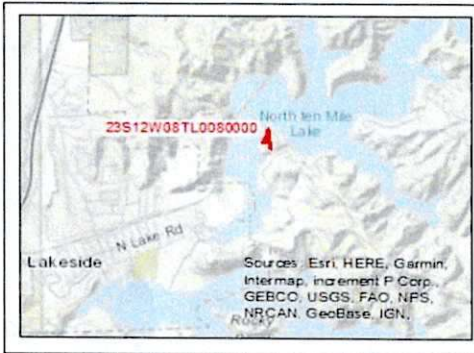 23S12W08TL0080000
North ten Mile
Lake
N Lake Rd
Lakeside
Sources: Esri, HERE, Garmin,
Intermap, increment P Corp.,
GEBCO, USGS, FAO, NPS,
NRCAN, GeoBase, IGN,
Rocky